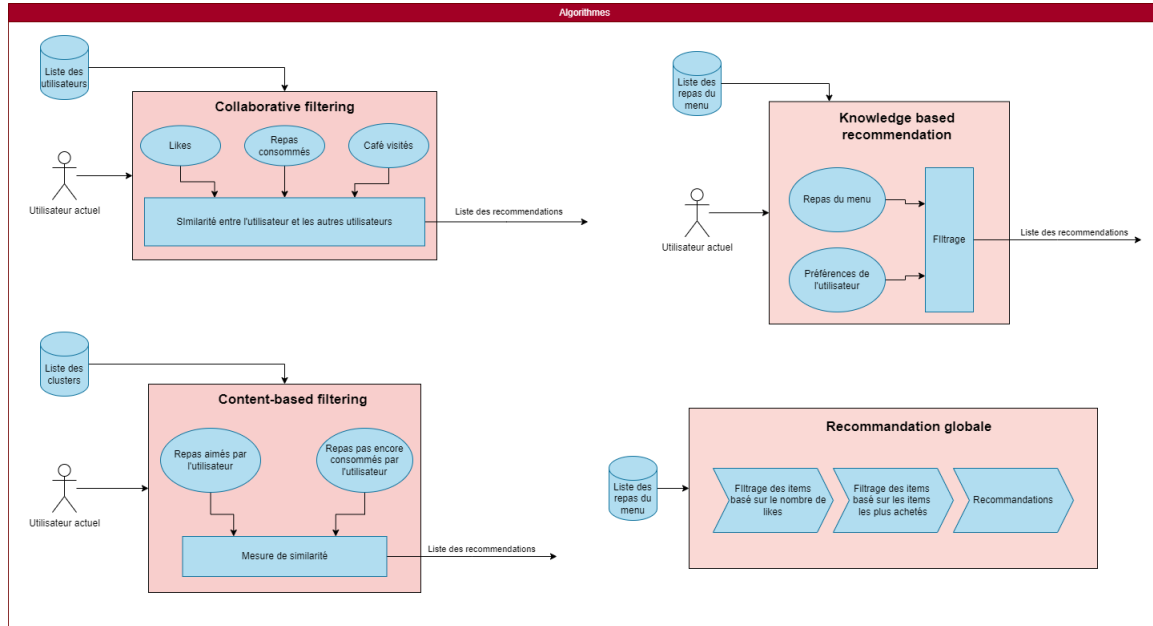 Algorithmes
Liste des
utilisateurs
Collaborative filtering
Likes
Repas
consommés
Café visités
Utilisateur actuel
SImilarité entre l'utilisateur et les autres utilisateurs
Liste des recommendations
Liste des
repas du
menu
Knowledge based
recommendation
Repas du menu
Utilisateur actuel
FIltrage
Liste des recommendations
Préférences de
l'utilisateur
Liste des
clusters
Content-based filtering
Repas aimés par
l'utilisateur
Repas pas encore
consommés par
l'utilisateur
Utilisateur actuel
Mesure de similarité
Liste des recommendations
Recommandation globale
Liste des
repas du
menu
FIltrage des items
basé sur le nombre de
likes
Filtrage des items
basé sur les items
les plus achetés
Recommandations